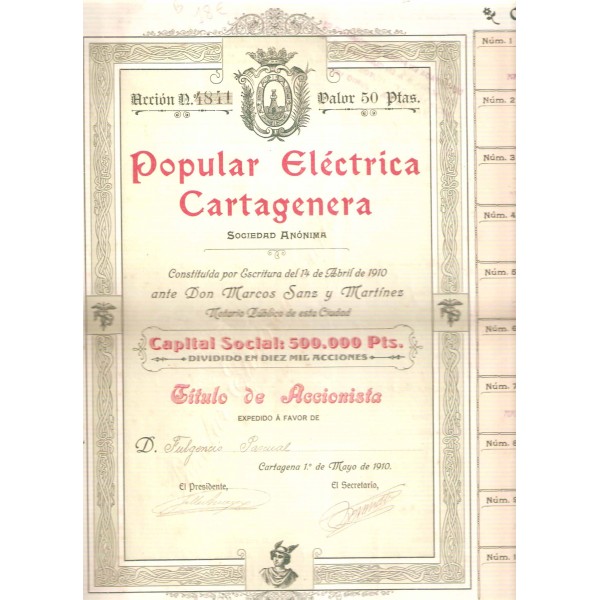 Acción N. 4841
Valor 50 Ptas.
Popular Eléctrica
Cartagenera
Sociedad Anónima
Constituída por Escritura del 14 de Abril de 1910
ante Don Marcos Sanz y Martínez
Notario Público de esta Ciudad
Capital Social: 500.000 Pts.
DIVIDIDO EN DIEZ MIL ACCIONES
Título de Accionista
EXPEDIDO Á FAVOR DE
D. Fulgencio Pascual
Cartagena 1.º de Mayo de 1910.
El Presidente,
El Secretario,
Núm. 1
Núm. 2
Núm. 3
Núm. 4
Núm. 5
Núm. 6
Núm. 7
Núm. 8
Núm. 9
Núm. 1